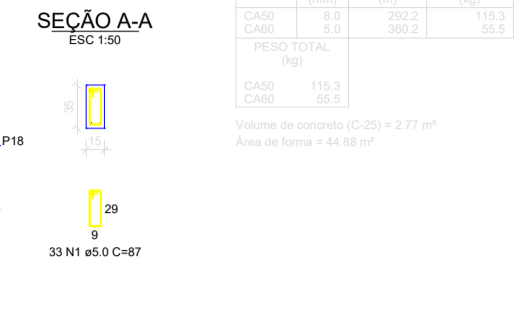 SEÇÃO A-A
ESC 1:50
35
15
P18
29
9
33 N1 ø5.0 C=87
(mm) (m) (kg)
CA50 8.0 292.2 115.3
CA60 5.0 360.2 55.5
PESO TOTAL
(kg)
CA50 115.3
CA60 55.5
Volume de concreto (C-25) = 2.77 m³
Área de forma = 44.88 m²